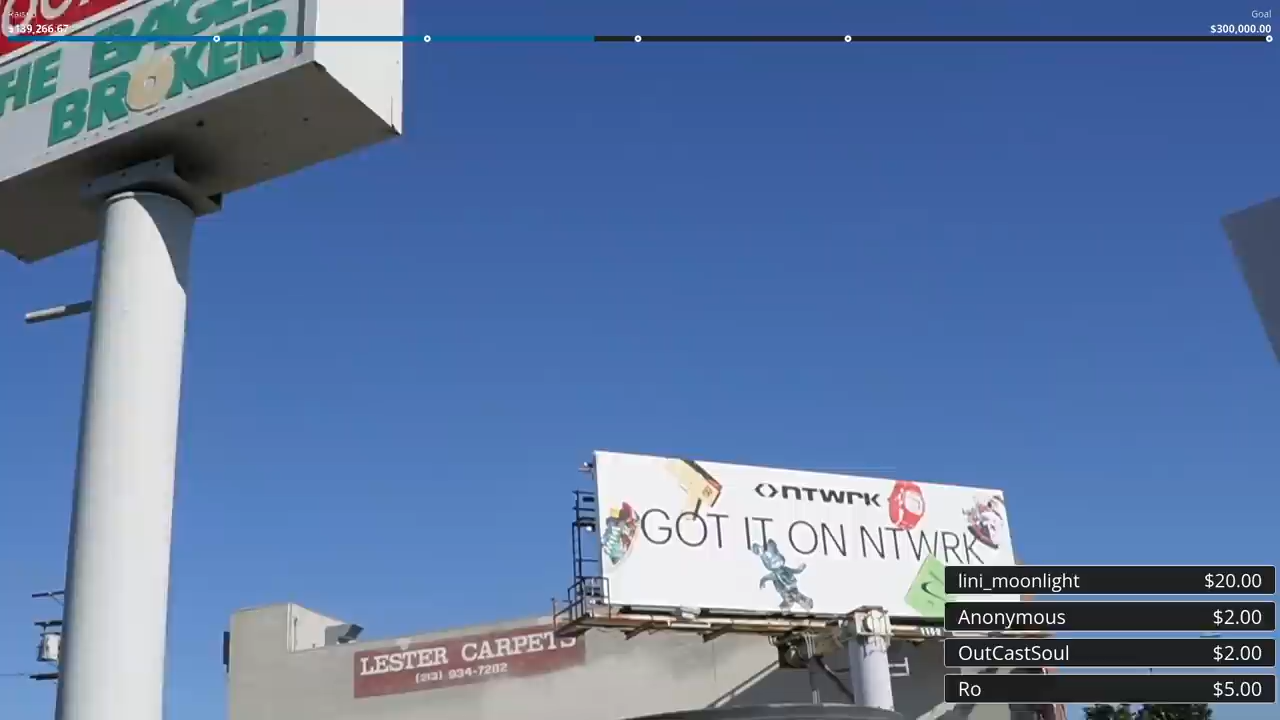 Raised
Goal
$139,266.67
$300,000.00
THE BAGEL
BROKER
NTWRK
GOT IT ON NTWRK
LESTER CARPETS
(213) 934-7282
lini_moonlight $20.00
Anonymous $2.00
OutCastSoul $2.00
Ro $5.00